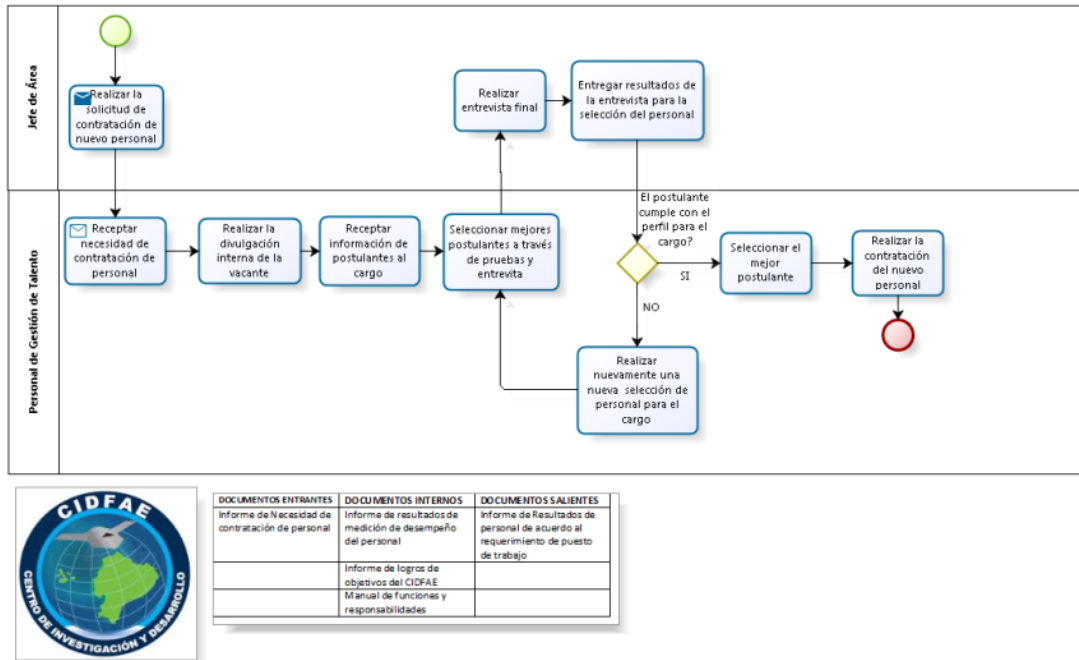 Jefe de Área
Realizar la
solicitud de
contratación de
nuevo personal
Realizar
entrevista final
Entregar resultados de
la entrevista para la
selección del personal
Personal de Gestión de Talento
Receptar
necesidad de
contratación de
personal
Realizar la
divulgación
interna de la
vacante
Receptar
información de
postulantes al
cargo
Seleccionar mejores
postulantes a través
de pruebas y
entrevita
El postulante
cumple con el
perfil para el
cargo?
SI
NO
Seleccionar el
mejor
postulante
Realizar la
contratación
del nuevo
personal
Realizar
nuevamente una
nueva selección de
personal para el
cargo
CIDFAE
CENTRO DE INVESTIGACIÓN Y DESARROLLO
DOCUMENTOS ENTRANTES
DOCUMENTOS INTERNOS
DOCUMENTOS SALIENTES
Informe de Necesidad de
contratación de personal
Informe de resultados de
medición de desempeño
del personal
Informe de Resultados de
personal de acuerdo al
requerimiento de puesto
de trabajo
Informe de logros de
objetivos del CIDFAE
Manual de funciones y
responsabilidades